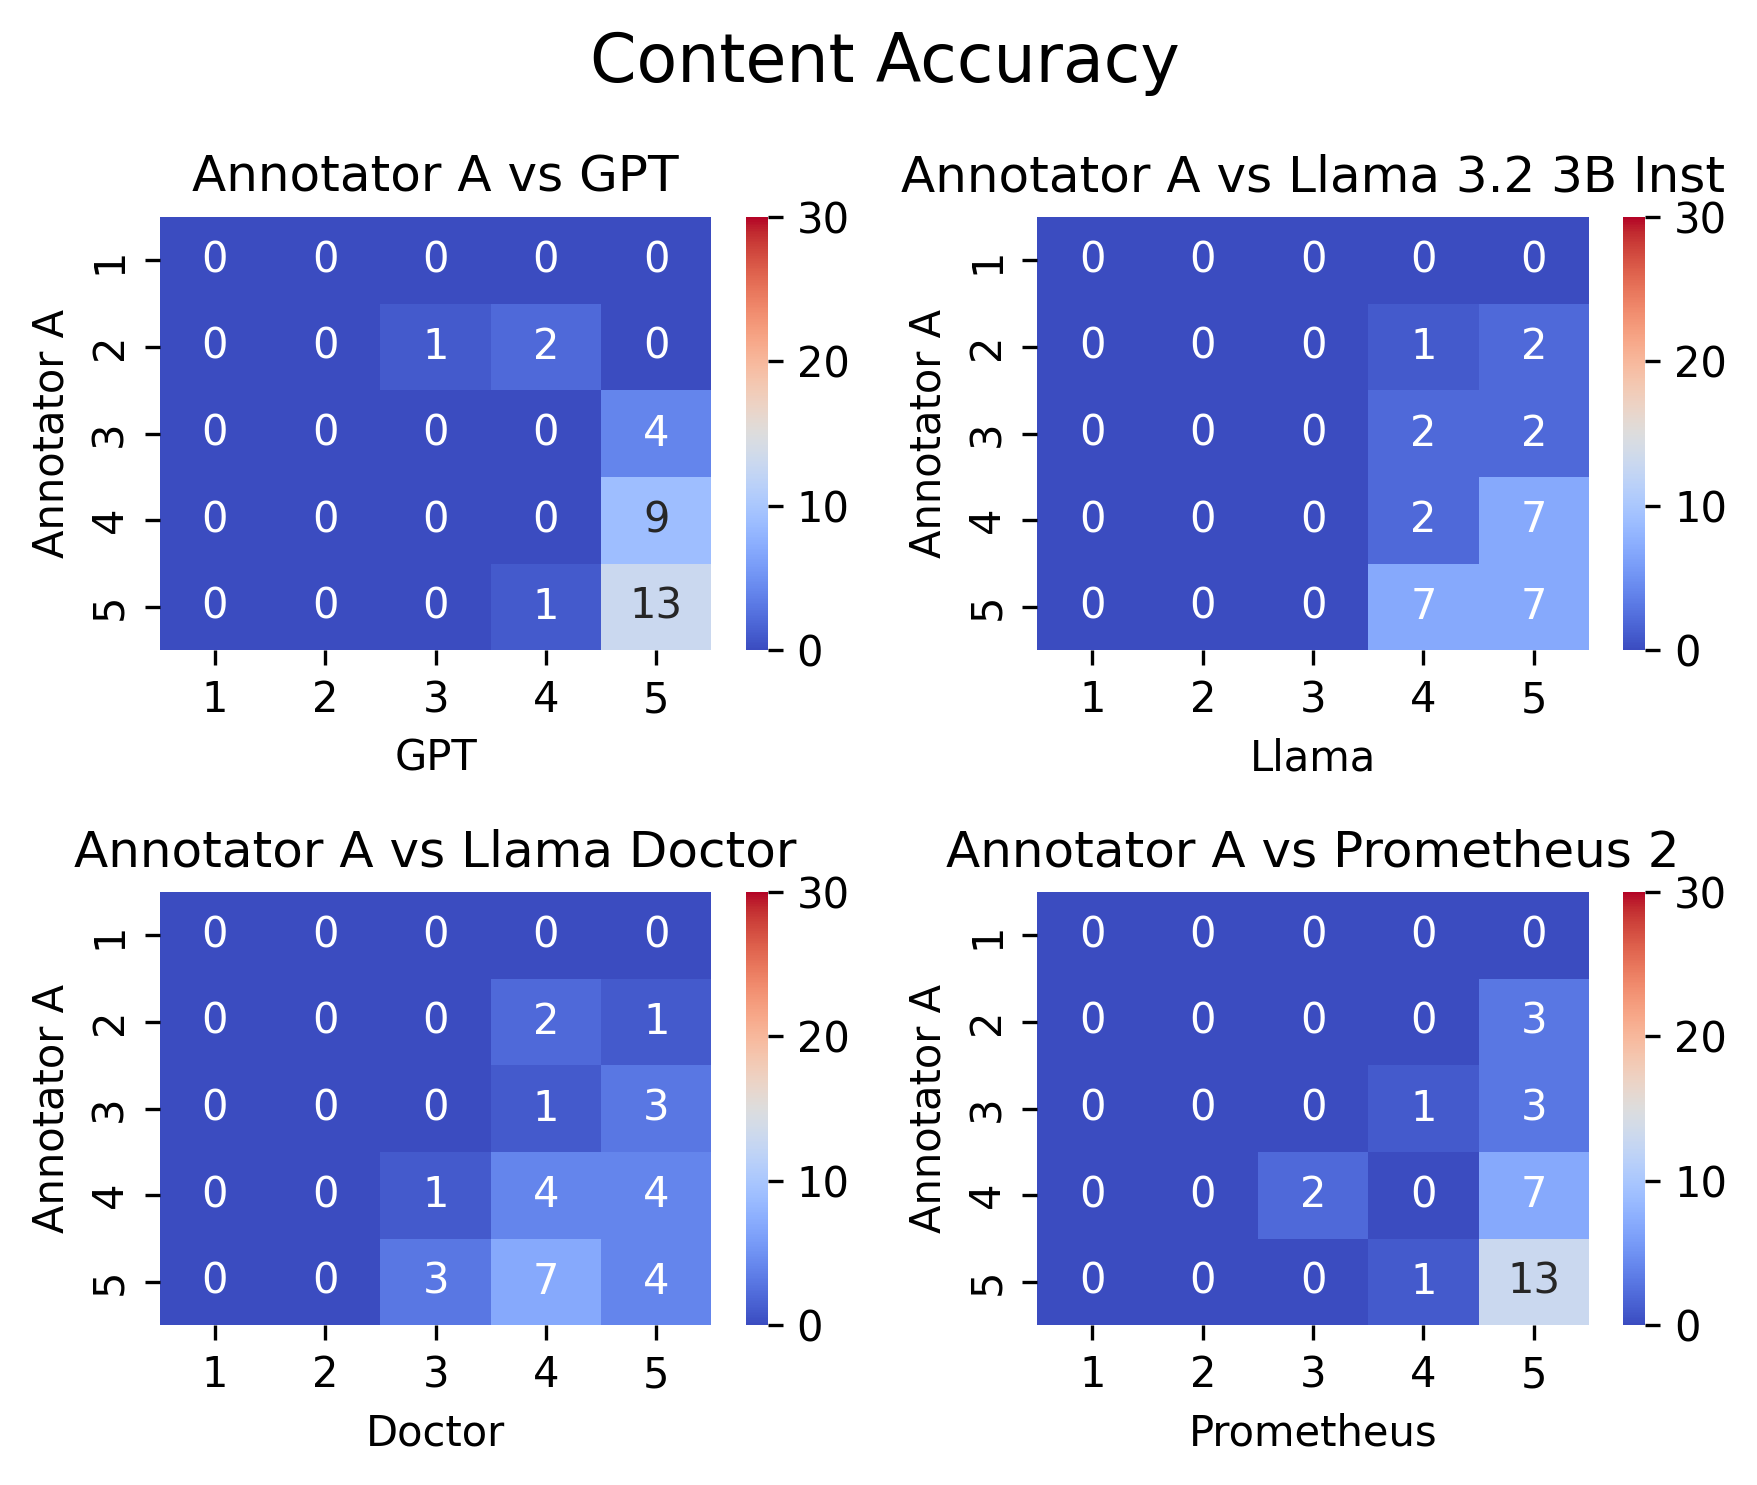 Content Accuracy
Annotator A vs GPT
Annotator A
1 0 0 0 0 0
2 0 0 1 2 0
3 0 0 0 0 4
4 0 0 0 0 9
5 0 0 0 1 13
1 2 3 4 5
GPT
30
20
10
0
Annotator A vs Llama 3.2 3B Inst
Annotator A
1 0 0 0 0 0
2 0 0 0 1 2
3 0 0 0 2 2
4 0 0 0 2 7
5 0 0 0 7 7
1 2 3 4 5
Llama
30
20
10
0
Annotator A vs Llama Doctor
Annotator A
1 0 0 0 0 0
2 0 0 0 2 1
3 0 0 0 1 3
4 0 0 1 4 4
5 0 0 3 7 4
1 2 3 4 5
Doctor
30
20
10
0
Annotator A vs Prometheus 2
Annotator A
1 0 0 0 0 0
2 0 0 0 0 3
3 0 0 0 1 3
4 0 0 2 0 7
5 0 0 0 1 13
1 2 3 4 5
Prometheus
30
20
10
0